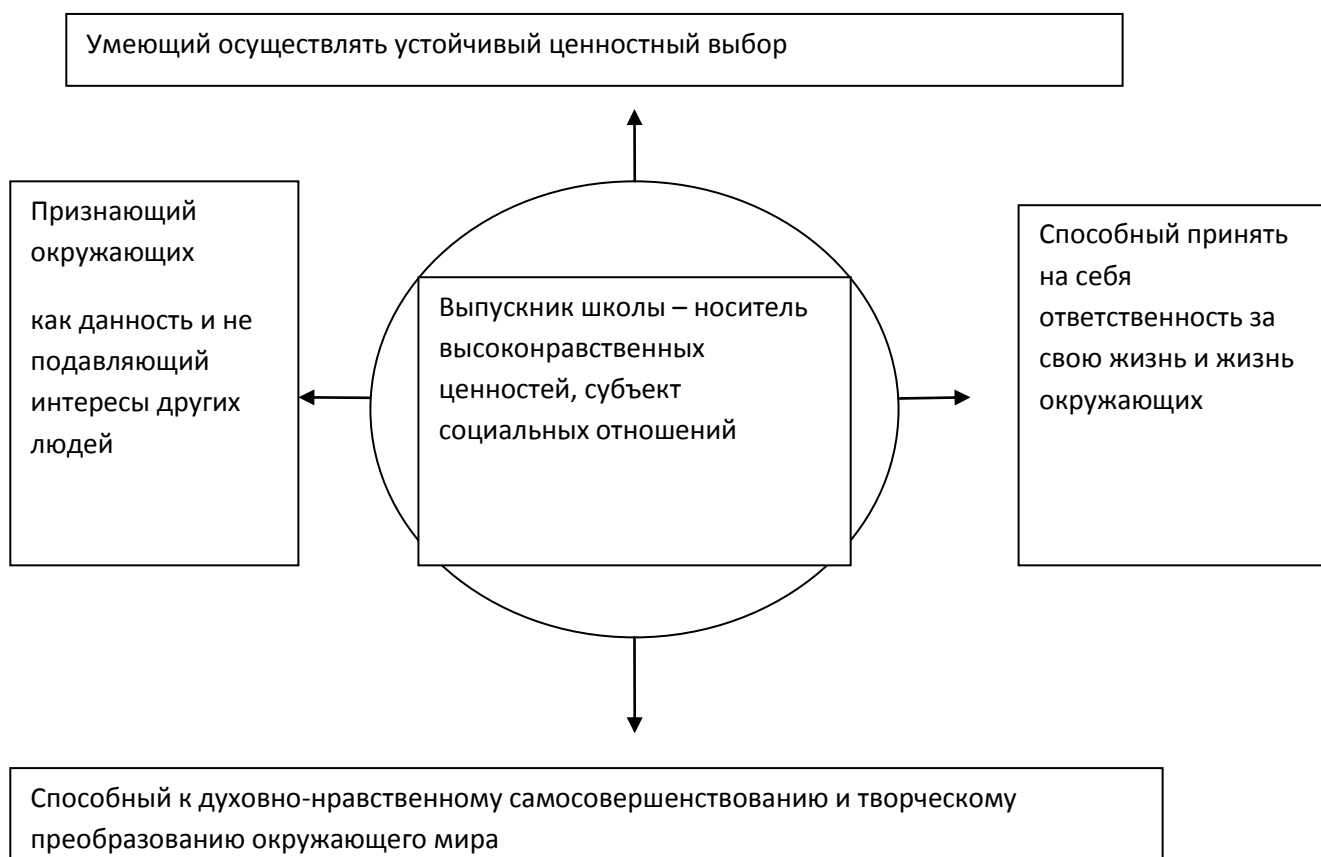 Умеющий осуществлять устойчивый ценностный выбор
Признающий
окружающих
как данность и не
подавляющий
интересы других
людей
Выпускник школы – носитель
высоконравственных
ценностей, субъект
социальных отношений
Способный принять
на себя
ответственность за
свою жизнь и жизнь
окружающих
Способный к духовно-нравственному самосовершенствованию и творческому
преобразованию окружающего мира